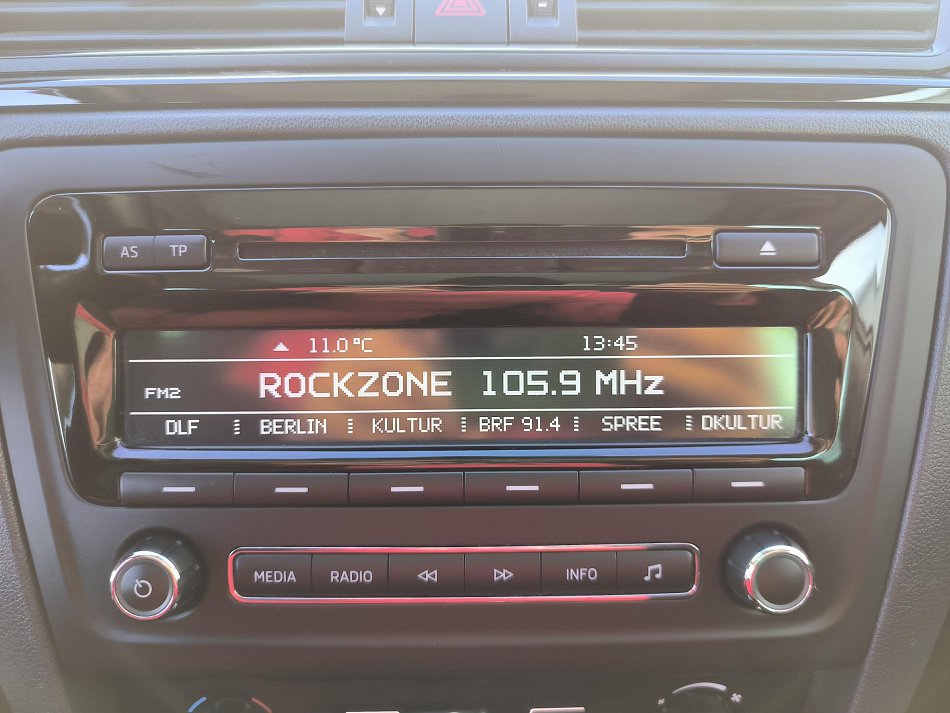 AS TP
11.0 °C 13:45
FM2 ROCKZONE 105.9 MHz
DLF BERLIN KULTUR BRF 91.4 SPREE DKULTUR
MEDIA RADIO INFO